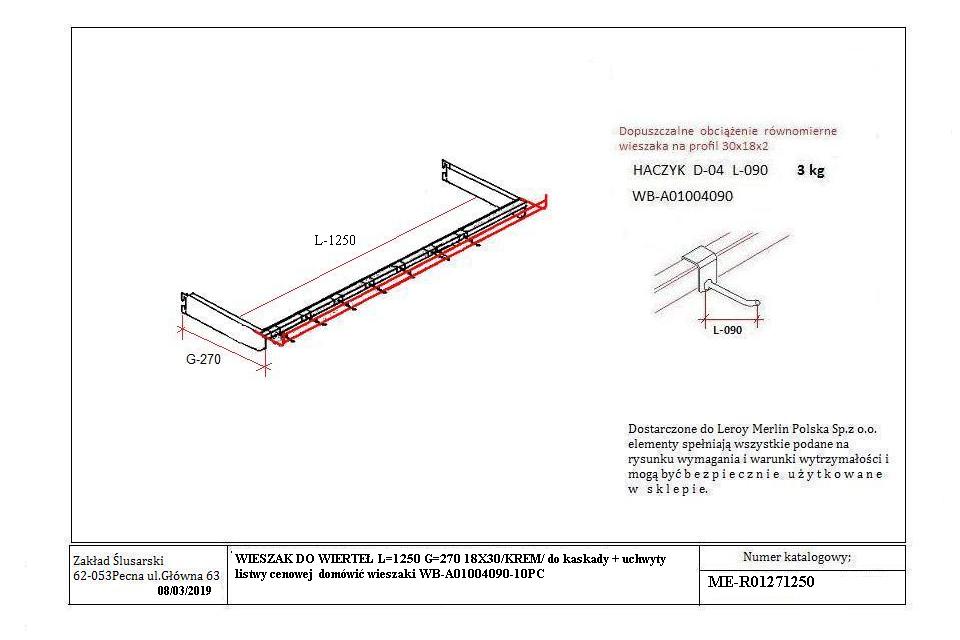 Dopuszczalne obciążenie równomierne
wieszaka na profil 30x18x2
HACZYK D-04 L-090 3 kg
WB-A01004090
L-1250
L-090
G-270
Dostarczone do Leroy Merlin Polska Sp.z o.o.
elementy spełniają wszystkie podane na
rysunku wymagania i warunki wytrzymałości i
mogą być b e z p i e c z n i e u ż y t k o w a n e
w s k l e p i e.
Zakład Ślusarski
62-053Pecna ul.Główna 63
08/03/2019
WIESZAK DO WIERTEŁ L=1250 G=270 18X30/KREM/ do kaskady + uchwyty
listwy cenowej domówić wieszaki WB-A01004090-10PC
Numer katalogowy;
ME-R01271250